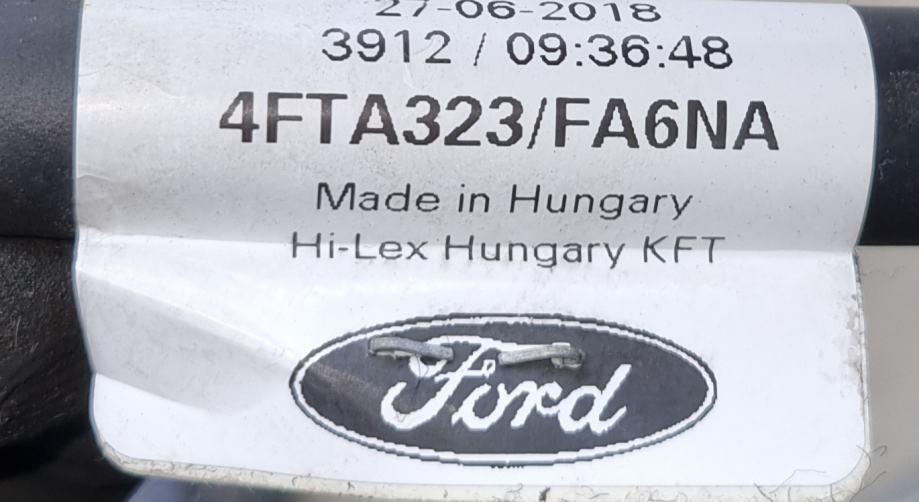 27-06-2018
3912 / 09:36:48
4FTA323/FA6NA
Made in Hungary
Hi-Lex Hungary KFT
Ford